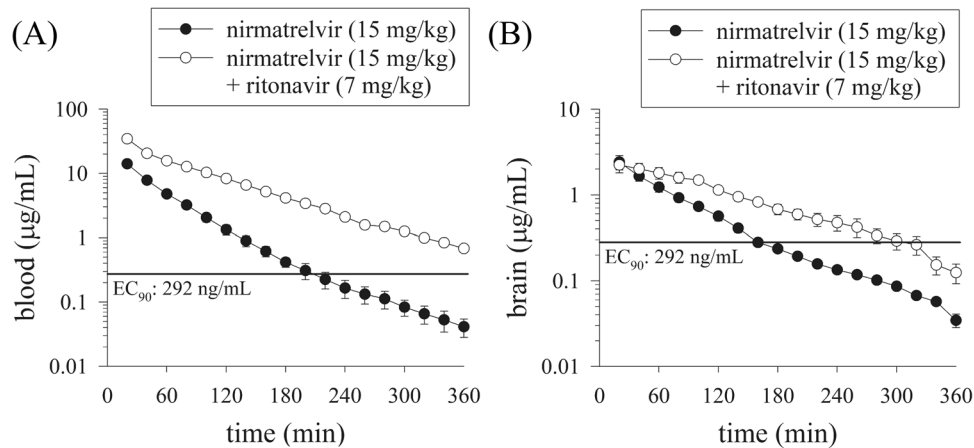 (A)
nirmatrelvir (15 mg/kg)
nirmatrelvir (15 mg/kg)
+ ritonavir (7 mg/kg)
100
10
1
0.1
0.01
blood (µg/mL)
EC90: 292 ng/mL
0 60 120 180 240 300 360
time (min)
(B)
nirmatrelvir (15 mg/kg)
nirmatrelvir (15 mg/kg)
+ ritonavir (7 mg/kg)
10
1
0.1
0.01
brain (µg/mL)
EC90: 292 ng/mL
0 60 120 180 240 300 360
time (min)